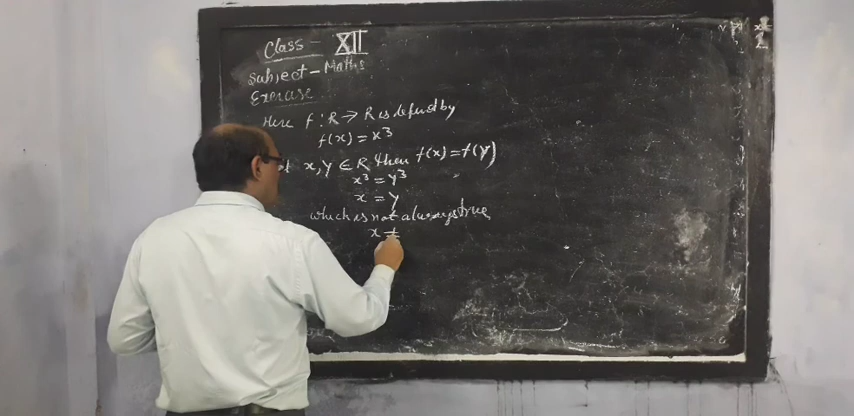 Class - XII
Subject - Maths
Exercise
Here f : R → R is defined by
f(x) = x³
x, y ∈ R then f(x) = f(y)
x³ = y³
x = y
which is not always true
x